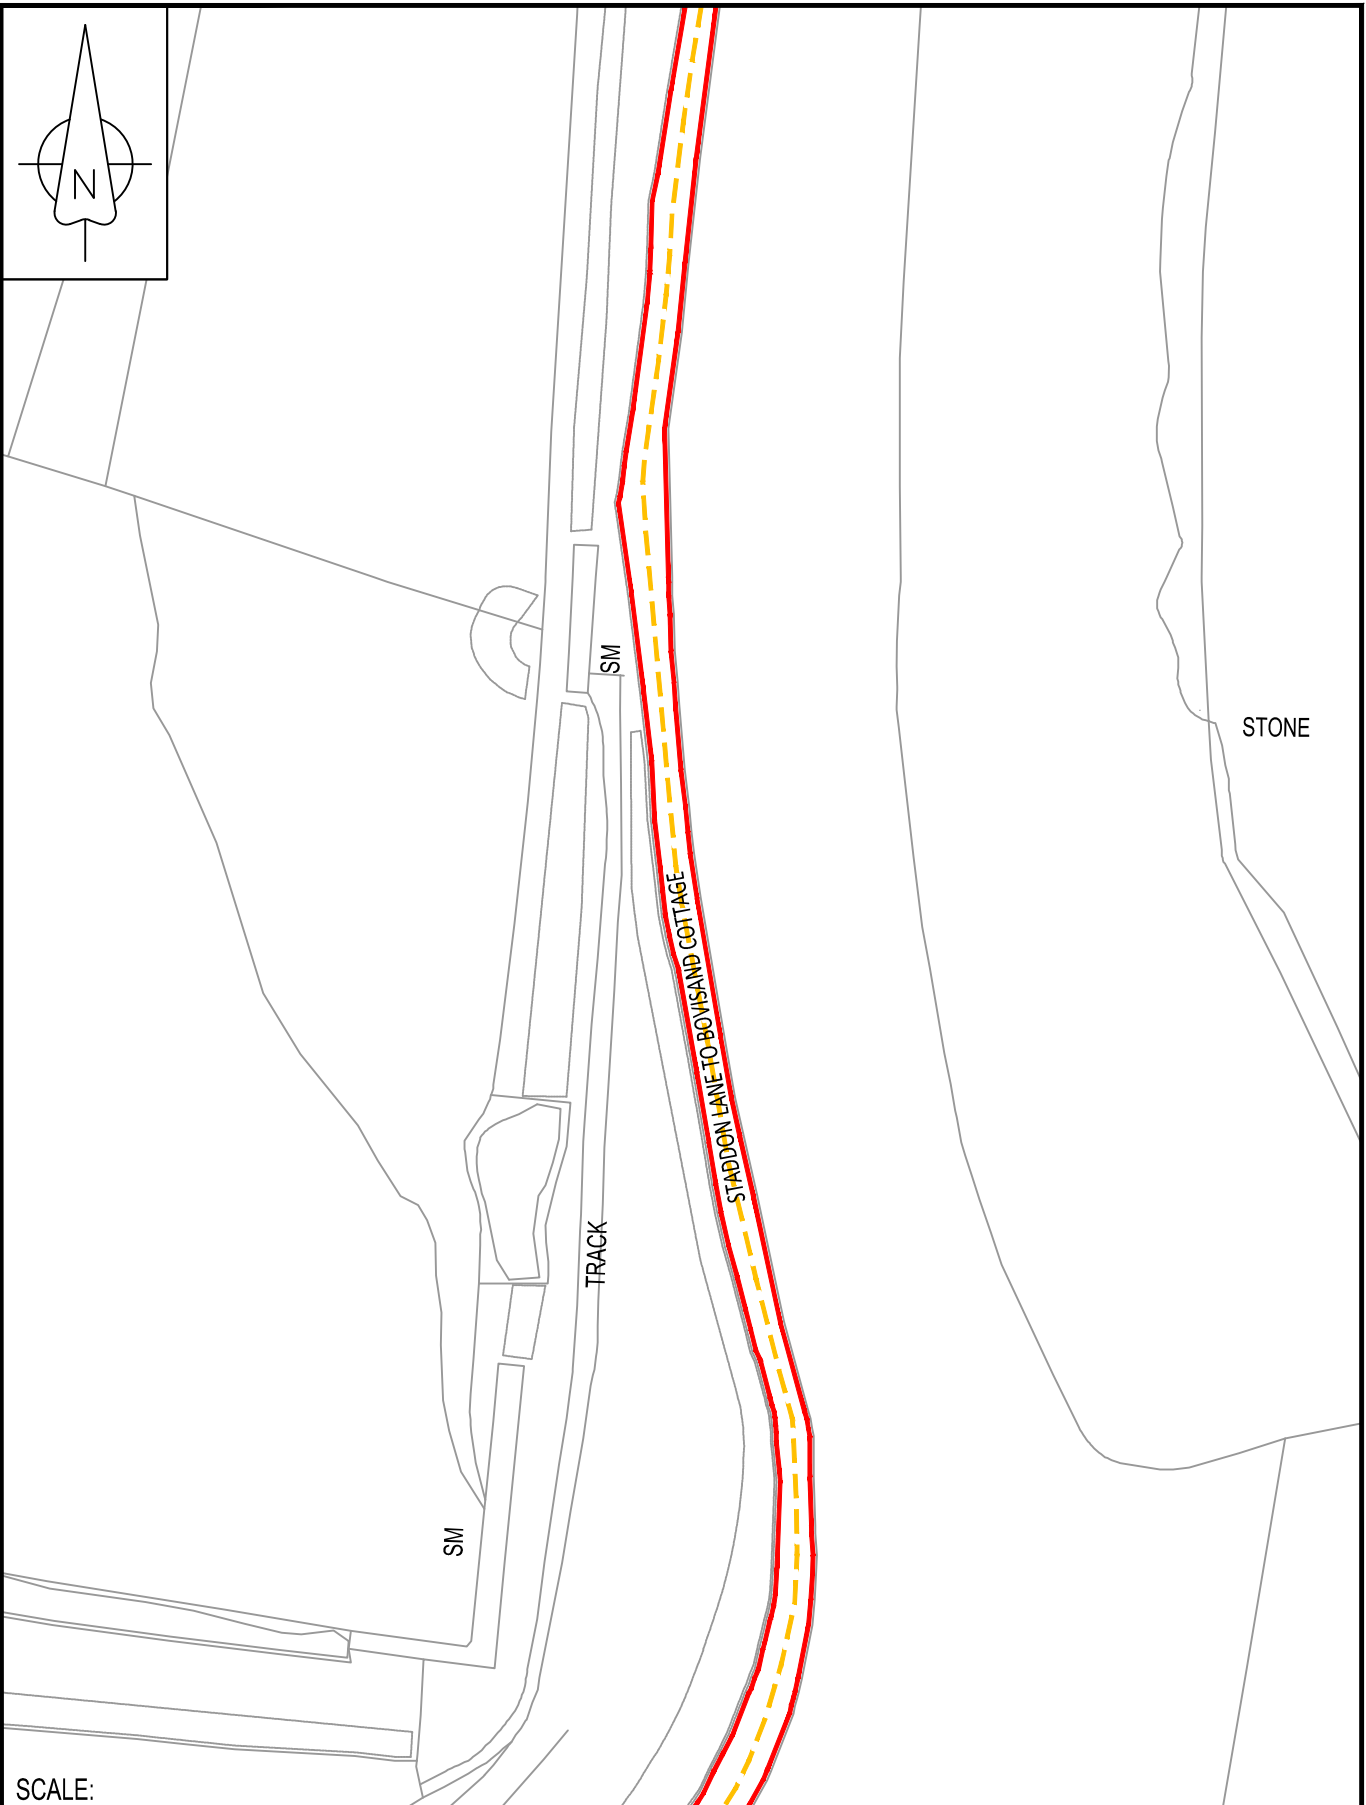 N
SM
STONE
STADDON LANE TO BOVISAND COTTAGE
TRACK
SM
SCALE: